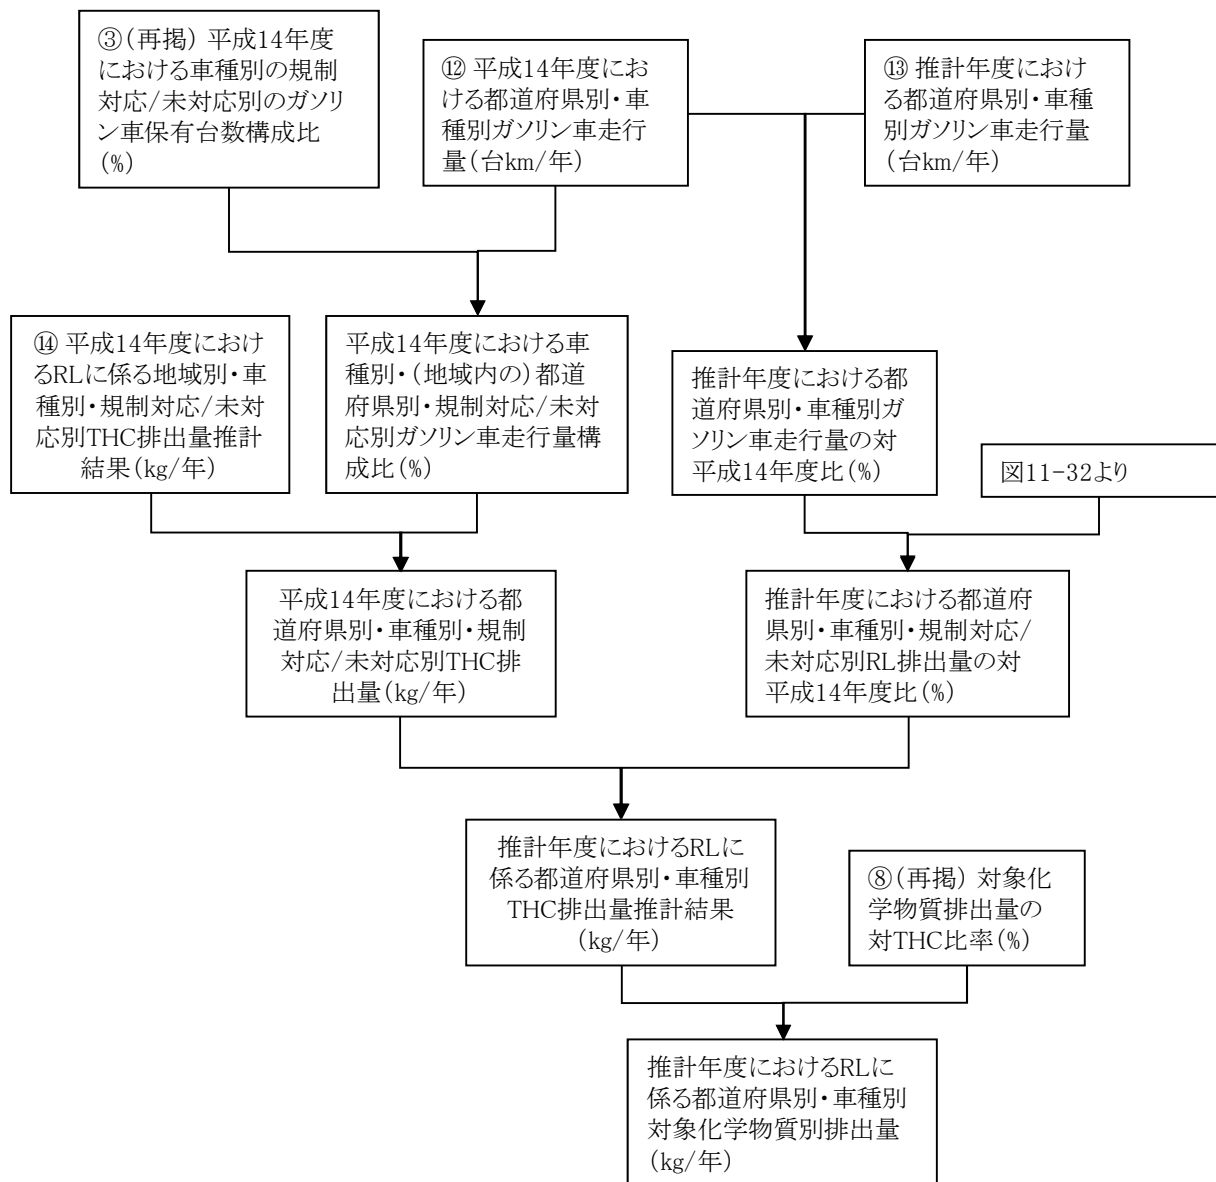 ③(再掲) 平成14年度
における車種別の規制
対応/未対応別のガソリ
ン車保有台数構成比
(%)
⑫ 平成14年度にお
ける都道府県別・車
種別ガソリン車走行
量(台km/年)
⑬ 推計年度におけ
る都道府県別・車種
別ガソリン車走行量
(台km/年)
⑭ 平成14年度におけ
るRLに係る地域別・車
種別・規制対応/未対
応別THC排出量推計
結果(kg/年)
平成14年度における車
種別・(地域内の)都道
府県別・規制対応/未対
応別ガソリン車走行量構
成比(%)
推計年度における都
道府県別・車種別ガ
ソリン車走行量の対
平成14年度比(%)
図11-32より
平成14年度における都
道府県別・車種別・規制
対応/未対応別THC排
出量(kg/年)
推計年度における都道府
県別・車種別・規制対応/
未対応別RL排出量の対
平成14年度比(%)
推計年度におけるRLに
係る都道府県別・車種別
THC排出量推計結果
(kg/年)
⑧(再掲) 対象化
学物質排出量の
対THC比率(%)
推計年度におけるRLに
係る都道府県別・車種別
対象化学物質別排出量
(kg/年)